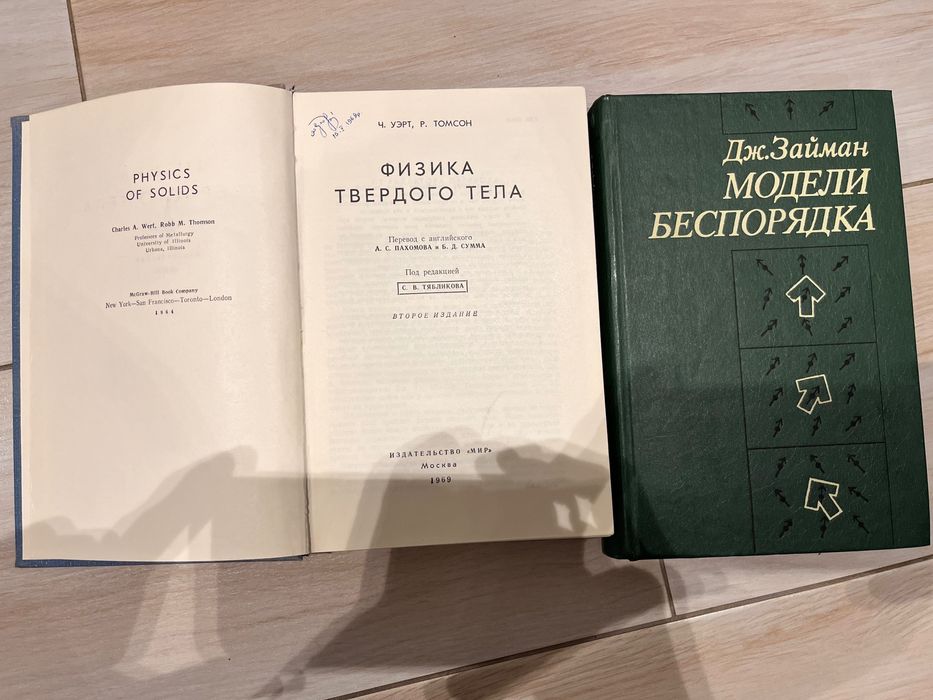 PHYSICS
OF SOLIDS
Charles A. Wert, Robb M. Thomson
Professors of Metallurgy
University of Illinois
Urbana, Illinois
McGraw-Hill Book Company
New York—San Francisco—Toronto—London
1964
Ч. УЭРТ, Р. ТОМСОН
ФИЗИКА
ТВЕРДОГО ТЕЛА
Перевод с английского
А. С. ПАХОМОВА и Б. Д. СУММА
Под редакцией
С. В. ТЯБЛИКОВА
ВТОРОЕ ИЗДАНИЕ
ИЗДАТЕЛЬСТВО «МИР»
Москва
1969
Дж.Займан
МОДЕЛИ
БЕСПОРЯДКА